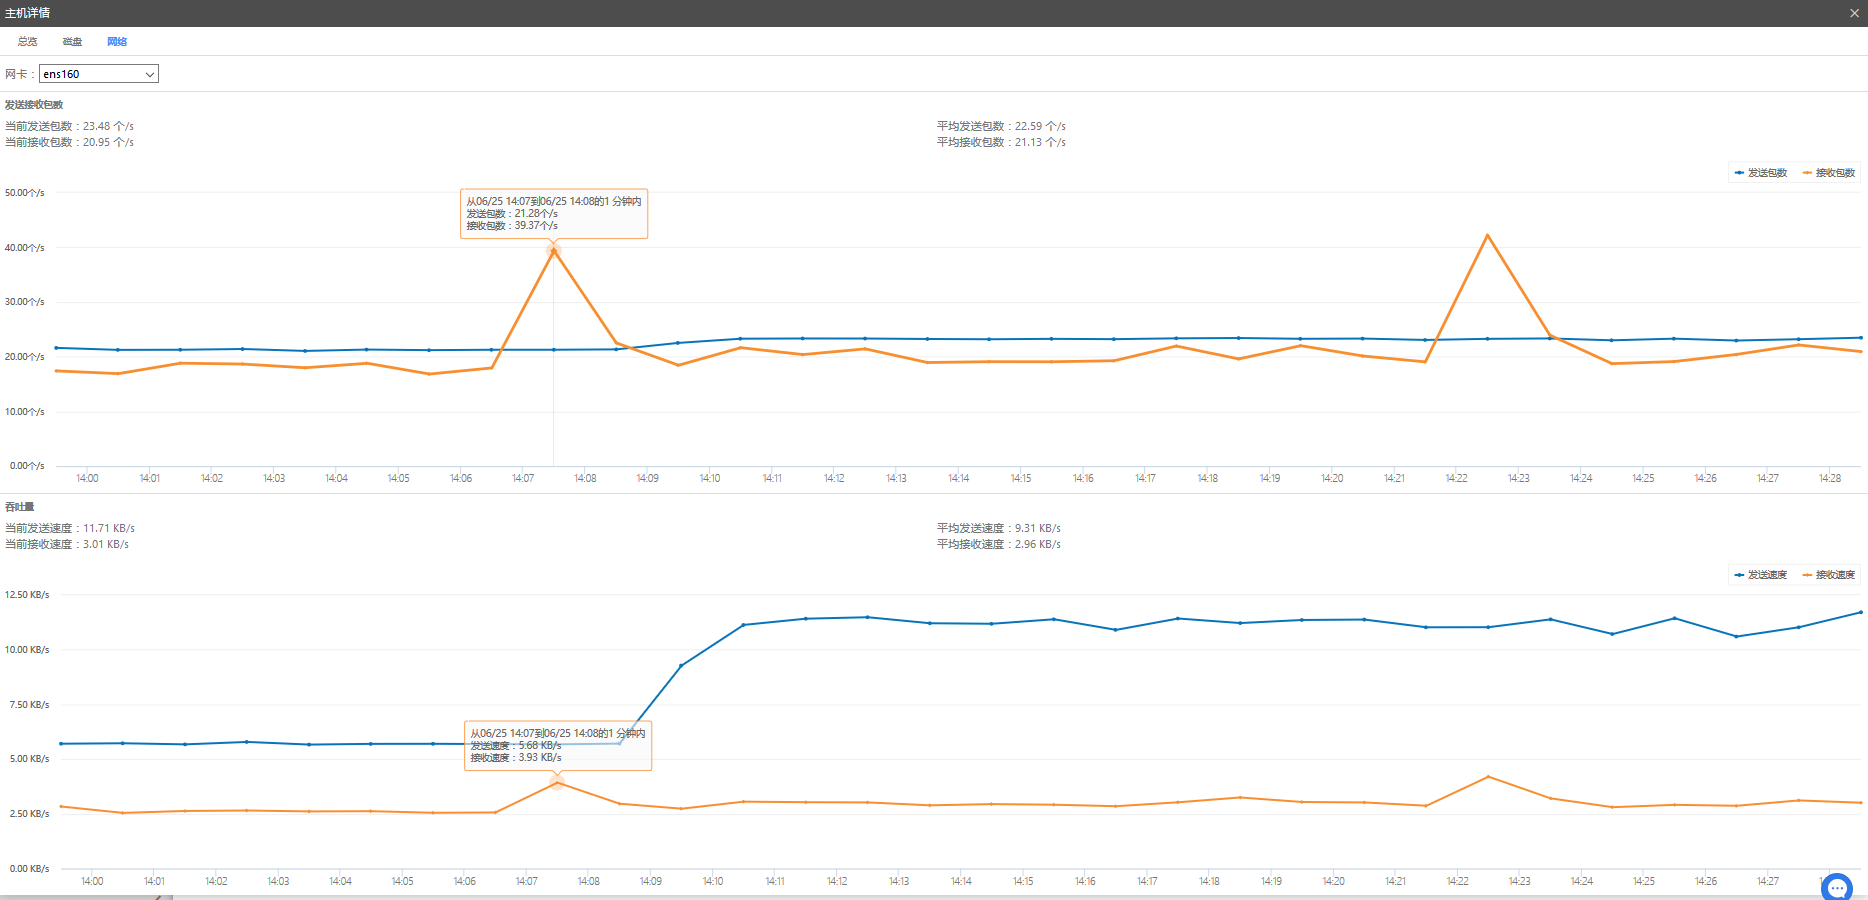 主机详情
总览 磁盘 网络
网卡：ens160
发送接收包数
当前发送包数：23.48 个/s 平均发送包数：22.59 个/s
当前接收包数：20.95 个/s 平均接收包数：21.13 个/s
发送包数 接收包数
50.00个/s
从06/25 14:07到06/25 14:08的1 分钟内
发送包数：21.28个/s
接收包数：39.37个/s
40.00个/s
30.00个/s
20.00个/s
10.00个/s
0.00个/s
14:00 14:01 14:02 14:03 14:04 14:05 14:06 14:07 14:08 14:09 14:10 14:11 14:12 14:13 14:14 14:15 14:16 14:17 14:18 14:19 14:20 14:21 14:22 14:23 14:24 14:25 14:26 14:27 14:28
吞吐量
当前发送速度：11.71 KB/s 平均发送速度：9.31 KB/s
当前接收速度：3.01 KB/s 平均接收速度：2.96 KB/s
发送速度 接收速度
12.50 KB/s
10.00 KB/s
7.50 KB/s
从06/25 14:07到06/25 14:08的1 分钟内
发送速度：5.68 KB/s
接收速度：3.93 KB/s
5.00 KB/s
2.50 KB/s
0.00 KB/s
14:00 14:01 14:02 14:03 14:04 14:05 14:06 14:07 14:08 14:09 14:10 14:11 14:12 14:13 14:14 14:15 14:16 14:17 14:18 14:19 14:20 14:21 14:22 14:23 14:24 14:25 14:26 14:27